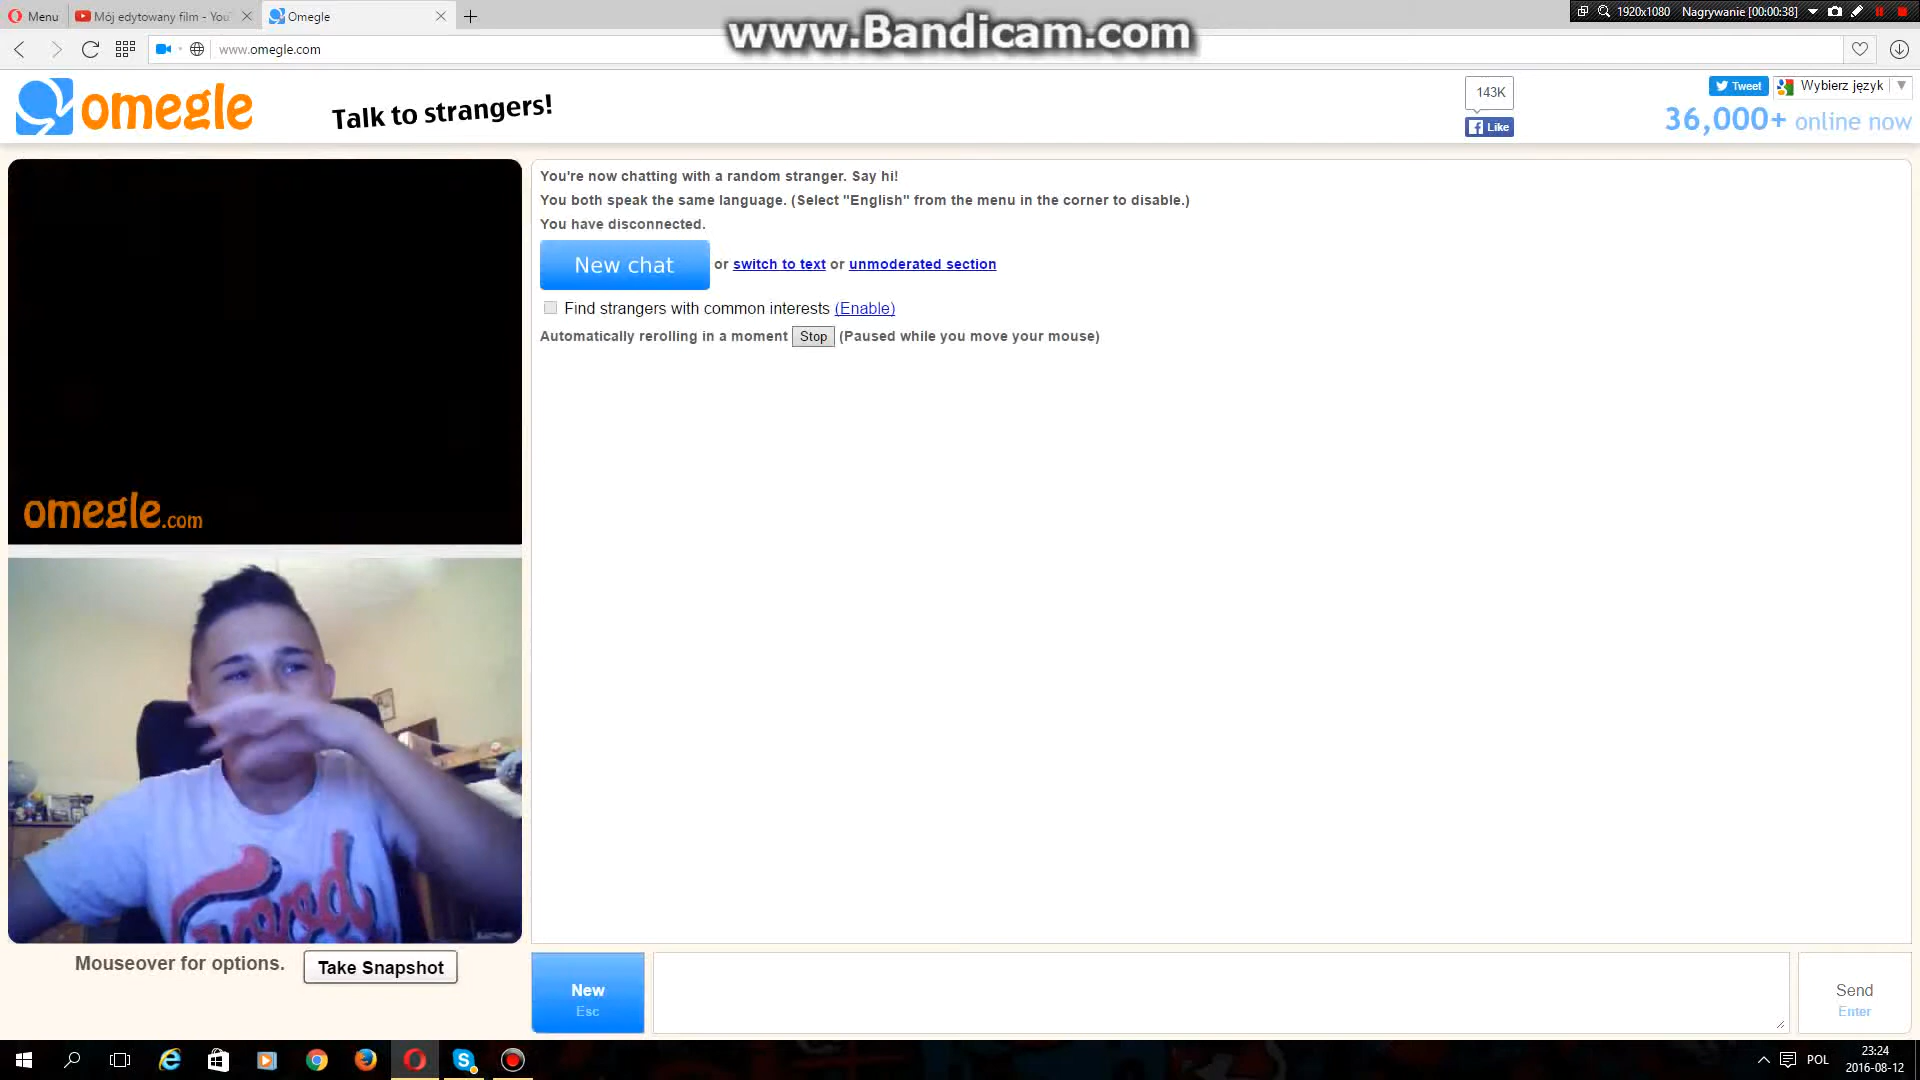 Menu
Mój edytowany film - You
Omegle
www.Bandicam.com
1920x1080
Nagrywanie [00:00:38]
www.omegle.com
omegle
Talk to strangers!
143K
Like
Tweet
Wybierz język
36,000+ online now
You're now chatting with a random stranger. Say hi!
You both speak the same language. (Select "English" from the menu in the corner to disable.)
You have disconnected.
New chat or switch to text or unmoderated section
Find strangers with common interests (Enable)
Automatically rerolling in a moment Stop (Paused while you move your mouse)
omegle.com
Mouseover for options.
Take Snapshot
New
Esc
Send
Enter
POL
23:24
2016-08-12